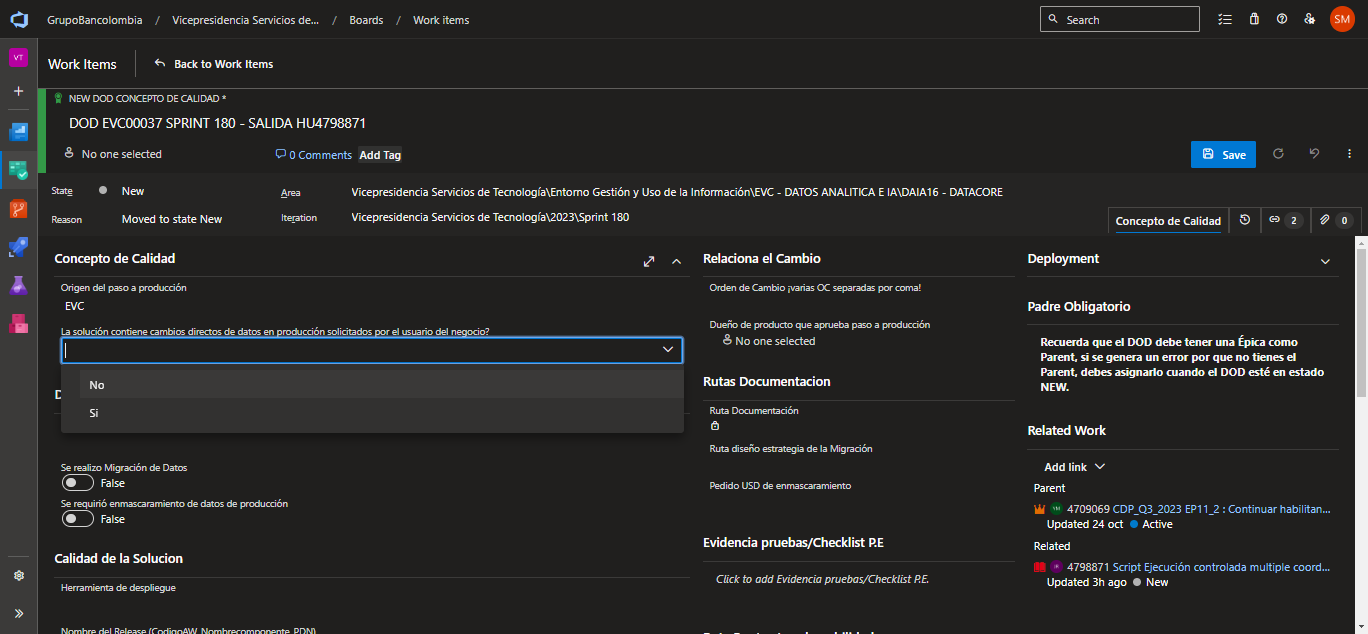 GrupoBancolombia / Vicepresidencia Servicios de... / Boards / Work items
Search
SM
VT
Work Items
Back to Work Items
NEW DOD CONCEPTO DE CALIDAD *
DOD EVC00037 SPRINT 180 - SALIDA HU4798871
No one selected
0 Comments
Add Tag
Save
State
New
Area
Vicepresidencia Servicios de Tecnología\Entorno Gestión y Uso de la Información\EVC - DATOS ANALITICA E IA\DAIA16 - DATACORE
Reason
Moved to state New
Iteration
Vicepresidencia Servicios de Tecnología\2023\Sprint 180
Concepto de Calidad
2
0
Concepto de Calidad
Origen del paso a producción
EVC
La solución contiene cambios directos de datos en producción solicitados por el usuario del negocio?
No
Si
D
Se realizo Migración de Datos
False
Se requirió enmascaramiento de datos de producción
False
Calidad de la Solucion
Herramienta de despliegue
Nombre del Release (CodigoAW_Nombrecomponente_PDN)
Relaciona el Cambio
Orden de Cambio ¡varias OC separadas por coma!
Dueño de producto que aprueba paso a producción
No one selected
Rutas Documentacion
Ruta Documentación
Ruta diseño estrategia de la Migración
Pedido USD de enmascaramiento
Evidencia pruebas/Checklist P.E
Click to add Evidencia pruebas/Checklist P.E.
Deployment
Padre Obligatorio
Recuerda que el DOD debe tener una Épica como
Parent, si se genera un error por que no tienes el
Parent, debes asignarlo cuando el DOD esté en estado
NEW.
Related Work
Add link
Parent
YM
4709069 CDP_Q3_2023 EP11_2 : Continuar habilitan...
Updated 24 oct
Active
Related
4798871 Script Ejecución controlada multiple coord...
Updated 3h ago
New